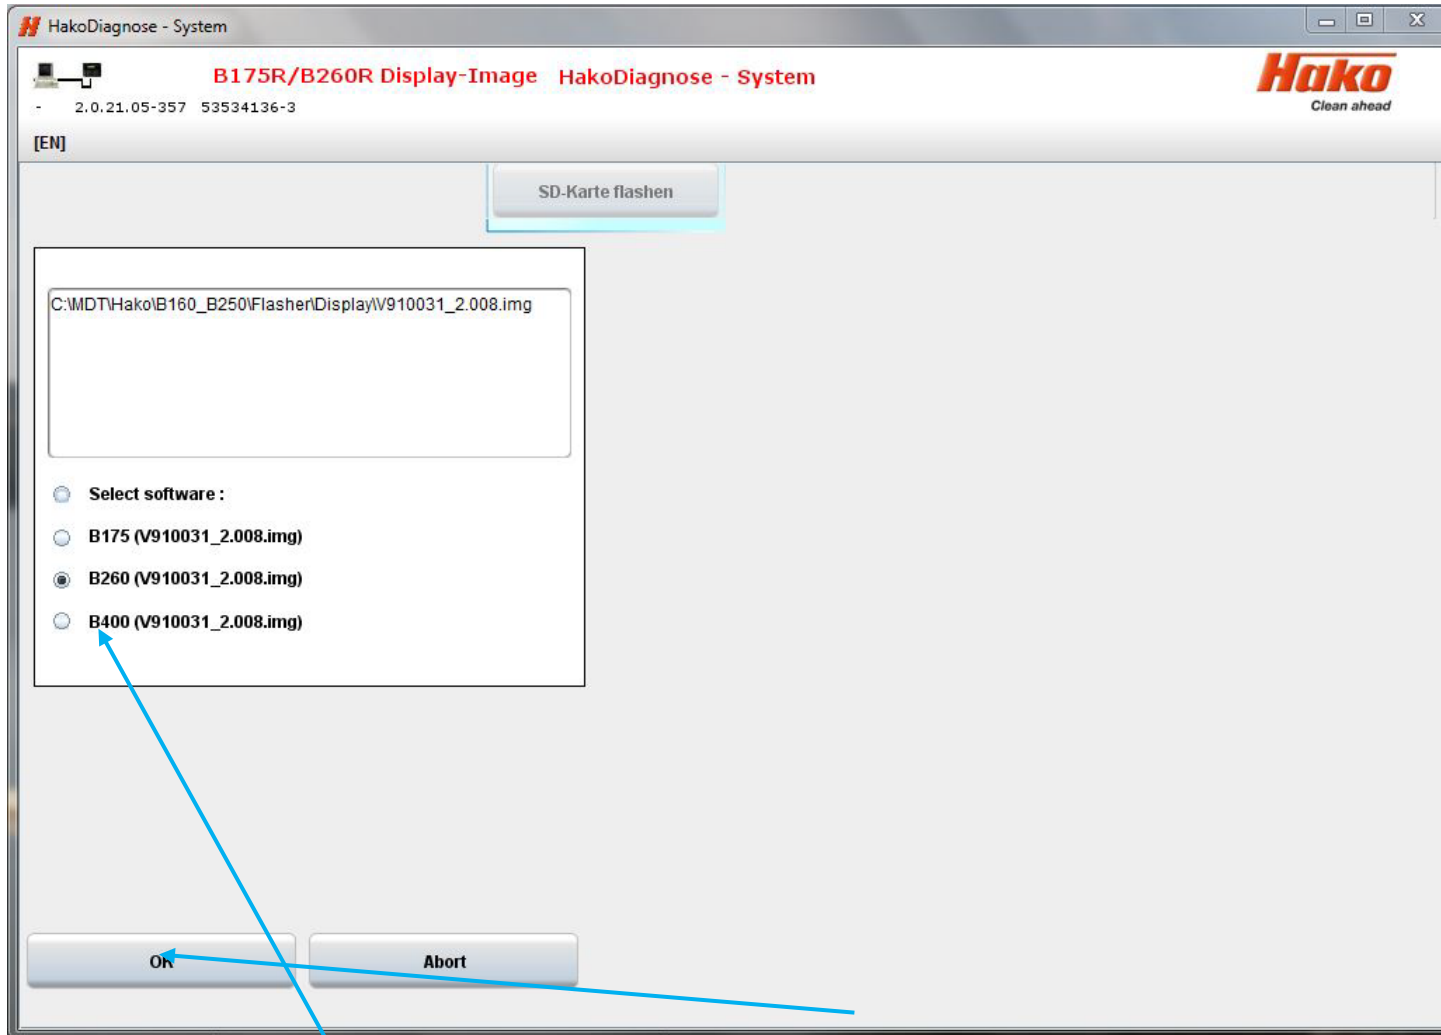 HakoDiagnose - System
B175R/B260R Display-Image HakoDiagnose - System
Hako
Clean ahead
- 2.0.21.05-357 53534136-3
[EN]
SD-Karte flashen
C:\MDT\Hako\B160_B250\Flasher\Display\V910031_2.008.img
Select software :
B175 (V910031_2.008.img)
B260 (V910031_2.008.img)
B400 (V910031_2.008.img)
OK Abort